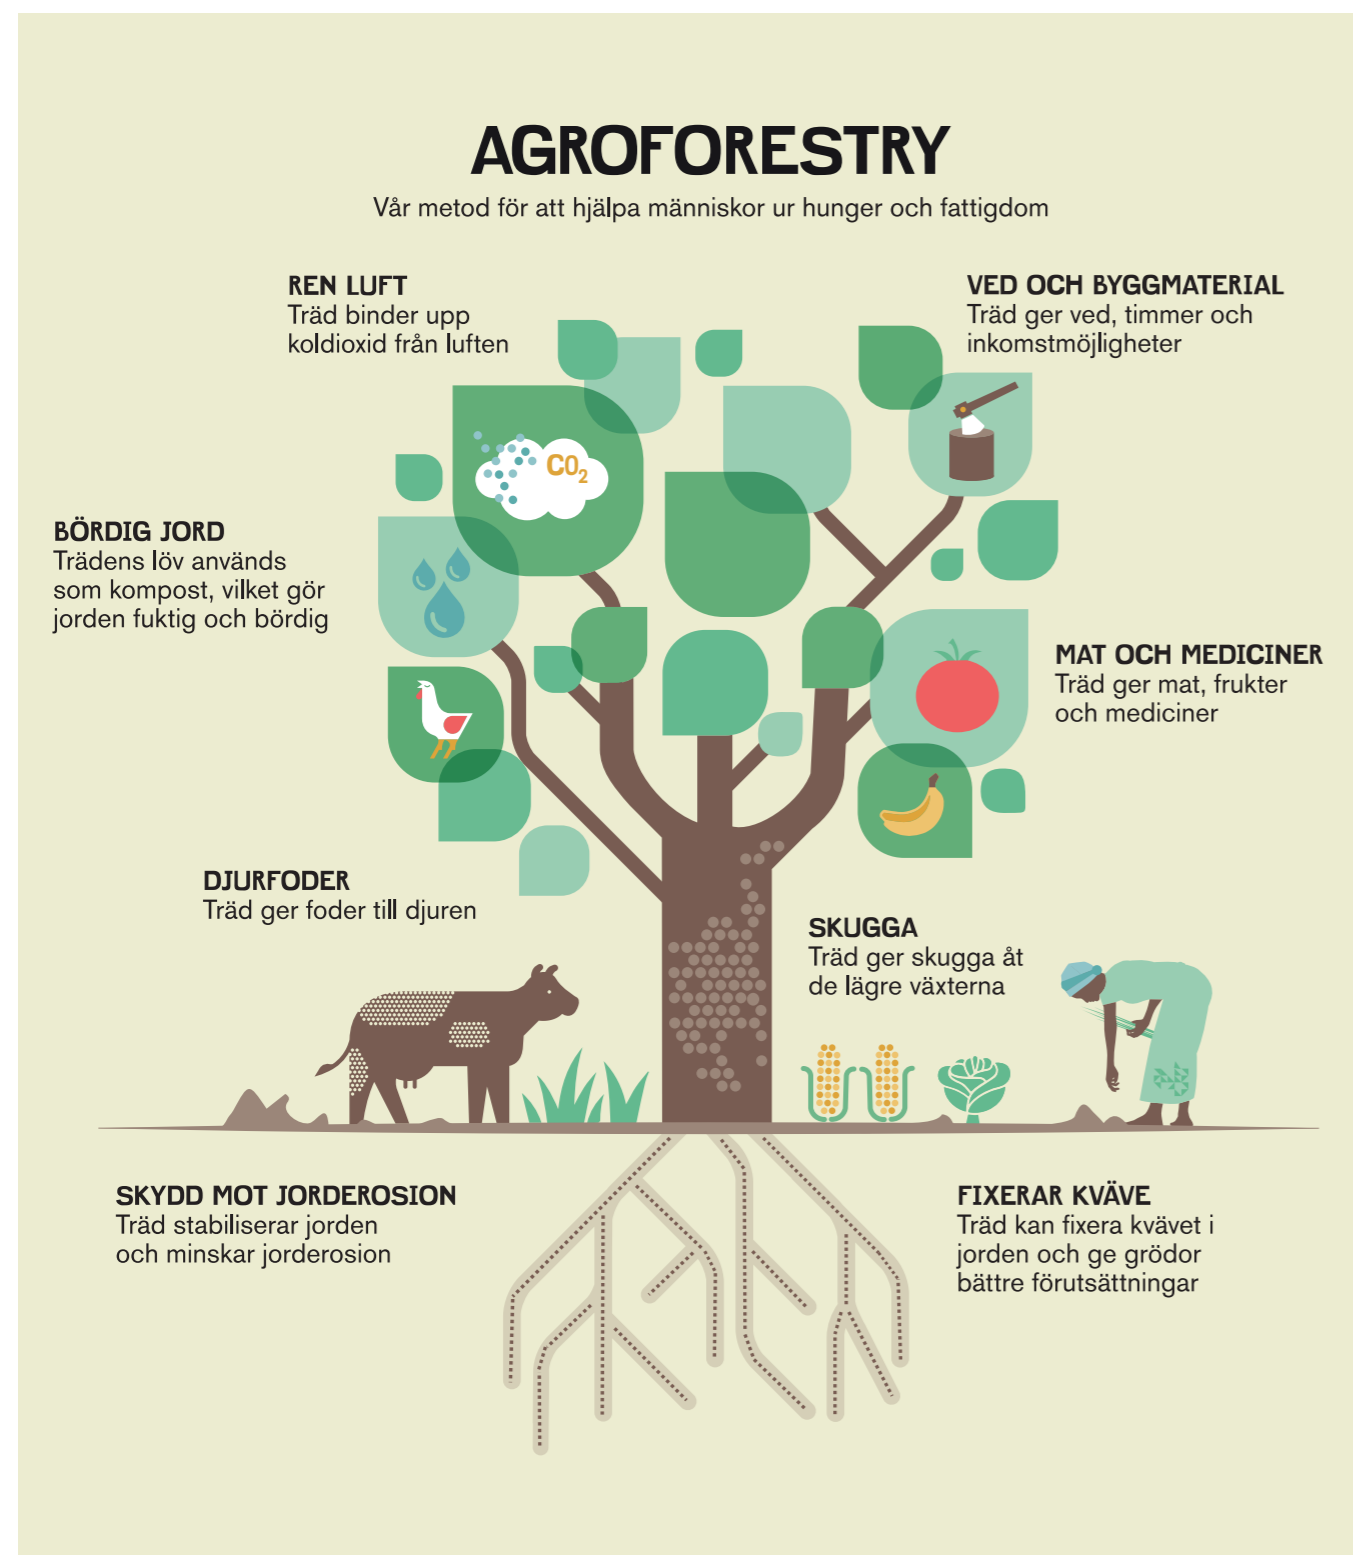 AGROFORESTRY
Vår metod för att hjälpa människor ur hunger och fattigdom
REN LUFT
Träd binder upp
koldioxid från luften
VED OCH BYGGMATERIAL
Träd ger ved, timmer och
inkomstmöjligheter
CO₂
BÖRDIG JORD
Trädens löv används
som kompost, vilket gör
jorden fuktig och bördig
MAT OCH MEDICINER
Träd ger mat, frukter
och mediciner
DJURFODER
Träd ger foder till djuren
SKUGGA
Träd ger skugga åt
de lägre växterna
SKYDD MOT JORDEROSION
Träd stabiliserar jorden
och minskar jorderosion
FIXERAR KVÄVE
Träd kan fixera kvävet i
jorden och ge grödor
bättre förutsättningar